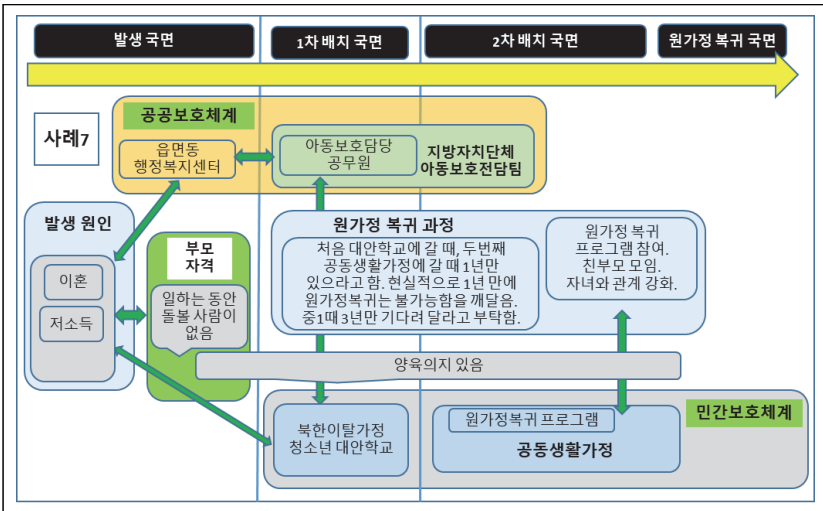 발생 국면
1차 배치 국면
2차 배치 국면
원가정 복귀 국면
사례7
공공보호체계
읍면동
행정복지센터
아동보호담당
공무원
지방자치단체
아동보호전담팀
발생 원인
이혼
저소득
부모
자격
일하는 동안
돌볼 사람이
없음
원가정 복귀 과정
처음 대안학교에 갈 때, 두번째
공동생활가정에 갈 때 1년만
있으라고 함. 현실적으로 1년 만에
원가정복귀는 불가능함을 깨달음.
중1때 3년만 기다려 달라고 부탁함.
원가정 복귀
프로그램 참여.
친부모 모임.
자녀와 관계 강화.
양육의지 있음
북한이탈가정
청소년 대안학교
원가정복귀 프로그램
공동생활가정
민간보호체계